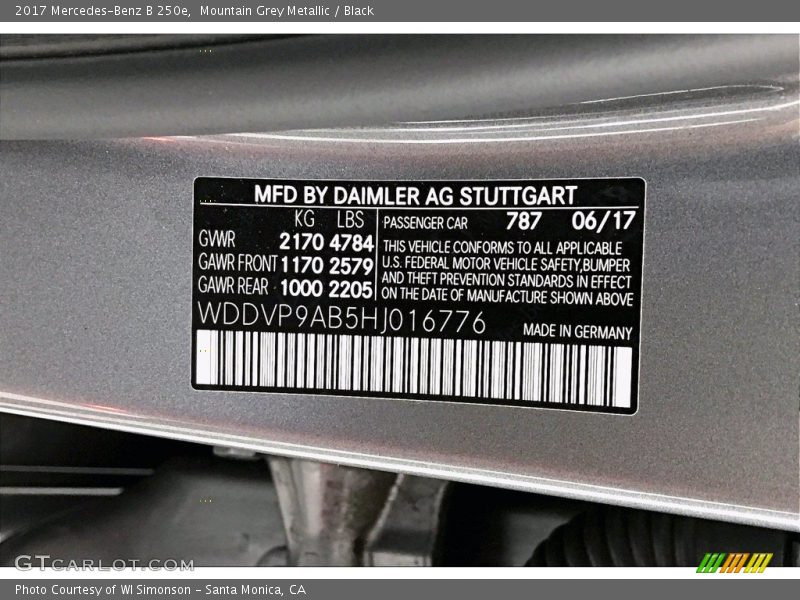 2017 Mercedes-Benz B 250e,  Mountain Grey Metallic / Black
MFD BY DAIMLER AG STUTTGART
KG LBS
GWR 2170 4784
GAWR FRONT 1170 2579
GAWR REAR 1000 2205
PASSENGER CAR 787 06/17
THIS VEHICLE CONFORMS TO ALL APPLICABLE
U.S. FEDERAL MOTOR VEHICLE SAFETY,BUMPER
AND THEFT PREVENTION STANDARDS IN EFFECT
ON THE DATE OF MANUFACTURE SHOWN ABOVE
WDDVP9AB5HJ016776
MADE IN GERMANY
GTCARLOT.COM
Photo Courtesy of WI Simonson - Santa Monica, CA